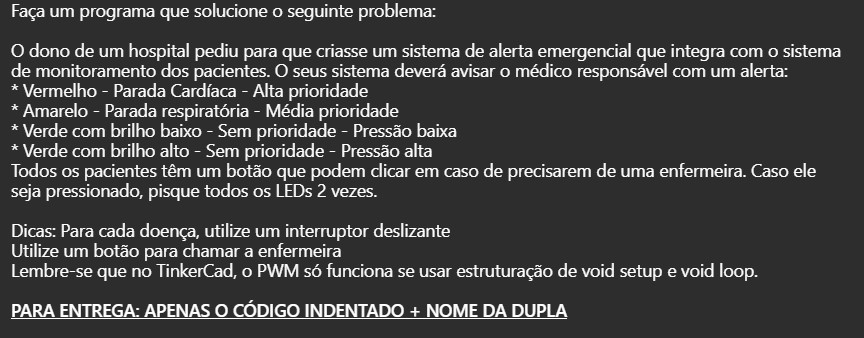 Faça um programa que solucione o seguinte problema:
O dono de um hospital pediu para que criasse um sistema de alerta emergencial que integra com o sistema
de monitoramento dos pacientes. O seus sistema deverá avisar o médico responsável com um alerta:
* Vermelho - Parada Cardíaca - Alta prioridade
* Amarelo - Parada respiratória - Média prioridade
* Verde com brilho baixo - Sem prioridade - Pressão baixa
* Verde com brilho alto - Sem prioridade - Pressão alta
Todos os pacientes têm um botão que podem clicar em caso de precisarem de uma enfermeira. Caso ele
seja pressionado, pisque todos os LEDs 2 vezes.
Dicas: Para cada doença, utilize um interruptor deslizante
Utilize um botão para chamar a enfermeira
Lembre-se que no TinkerCad, o PWM só funciona se usar estruturação de void setup e void loop.
PARA ENTREGA: APENAS O CÓDIGO INDENTADO + NOME DA DUPLA